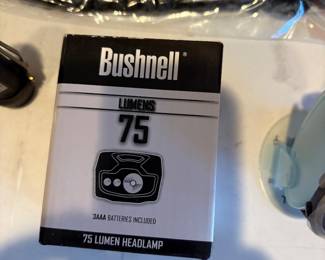 Bushnell
LUMENS
75
3AAA BATTERIES INCLUDED
75 LUMEN HEADLAMP